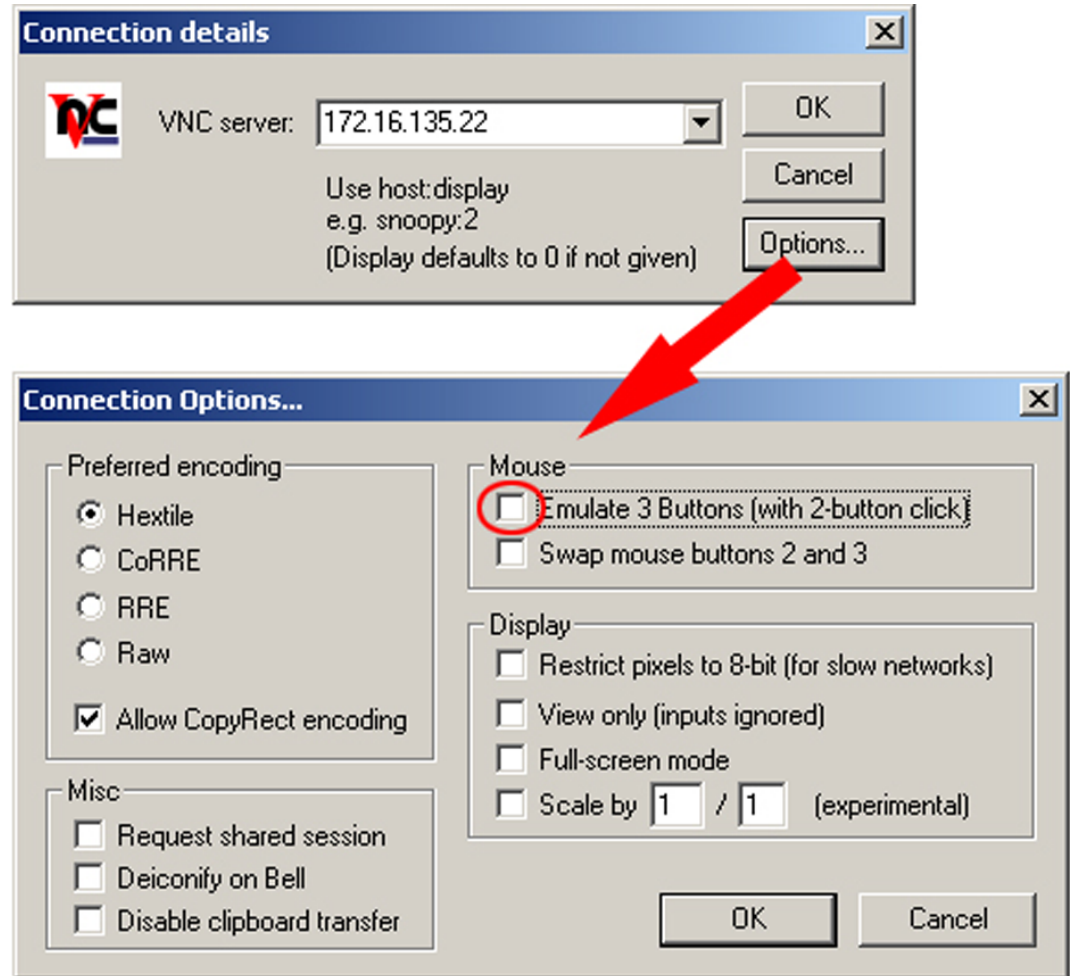 Connection details
VNC
VNC server:
172.16.135.22
OK
Use host:display
e.g. snoopy:2
(Display defaults to 0 if not given)
Cancel
Options...
Connection Options...
Preferred encoding
Hextile
CoRRE
RRE
Raw
Allow CopyRect encoding
Misc
Request shared session
Deiconify on Bell
Disable clipboard transfer
Mouse
Emulate 3 Buttons (with 2-button click)
Swap mouse buttons 2 and 3
Display
Restrict pixels to 8-bit (for slow networks)
View only (inputs ignored)
Full-screen mode
Scale by 1 / 1 (experimental)
OK
Cancel